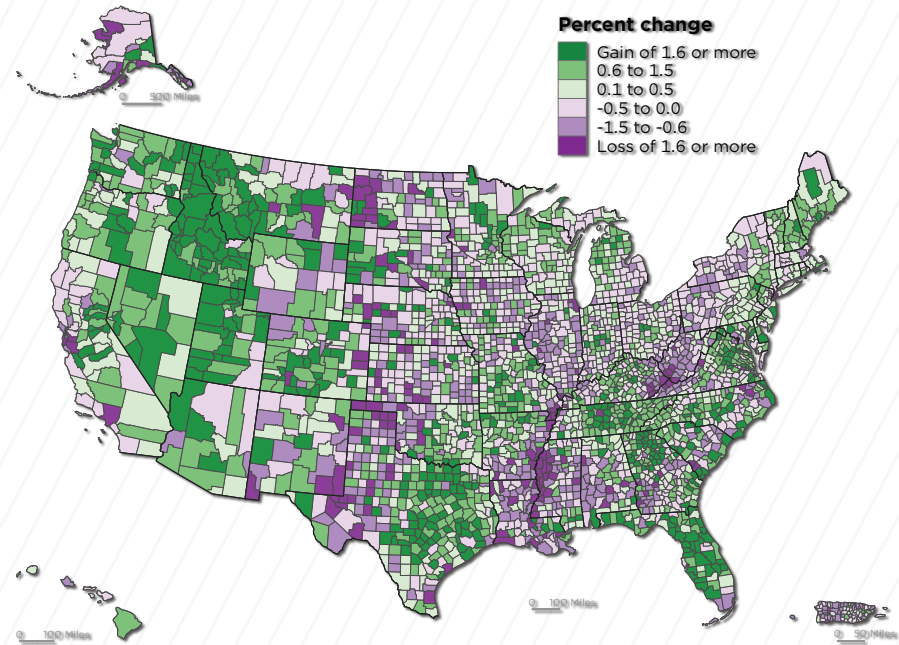 Percent change
Gain of 1.6 or more
0.6 to 1.5
0.1 to 0.5
-0.5 to 0.0
-1.5 to -0.6
Loss of 1.6 or more
0 500 Miles
0 100 Miles
0 100 Miles
0 50 Miles